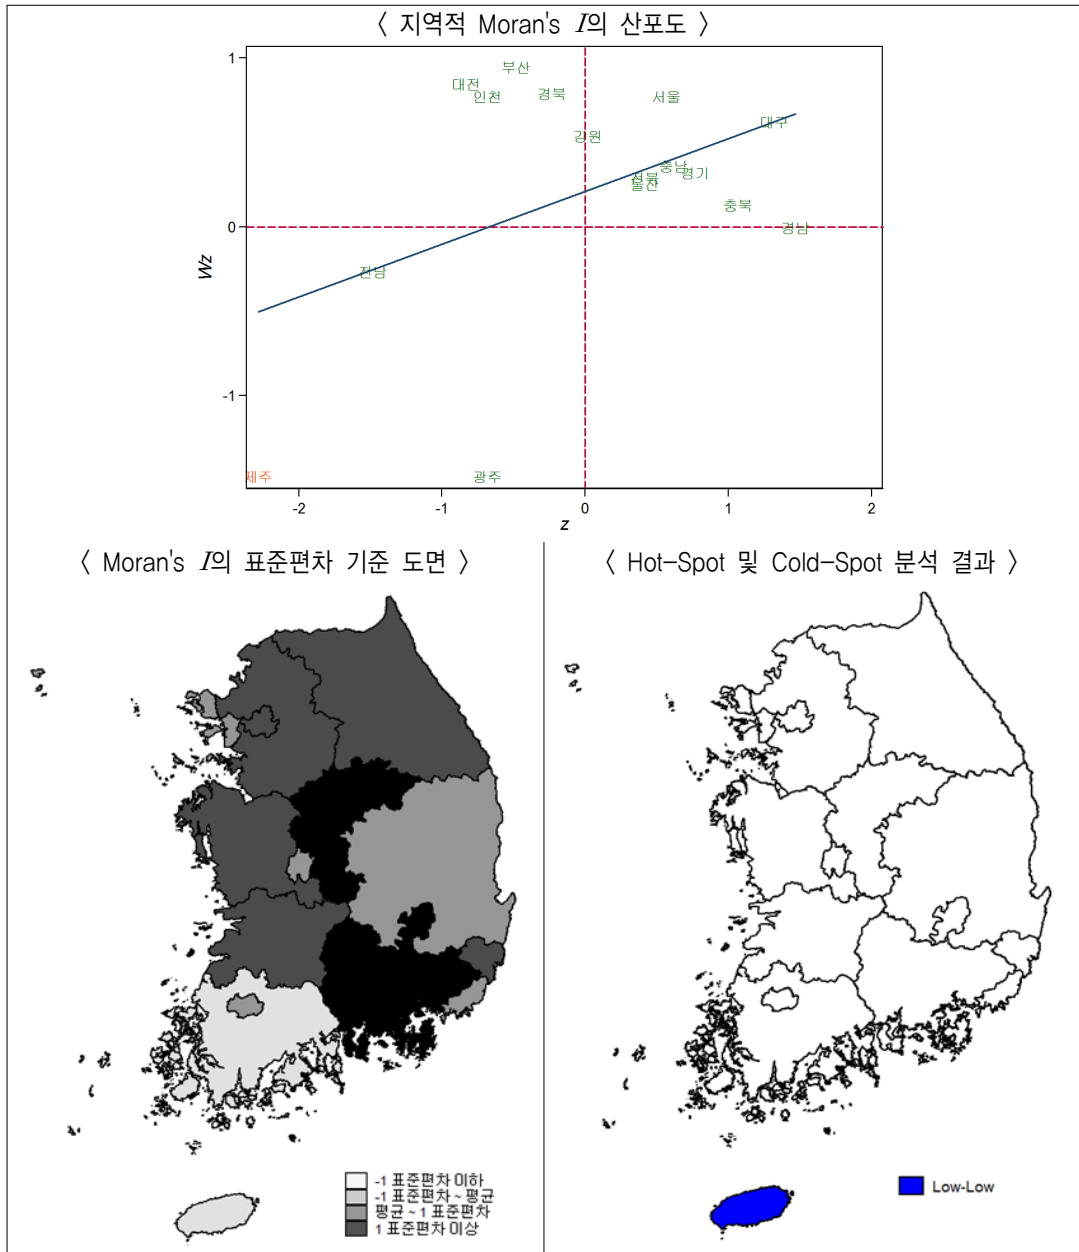 〈 지역적 Moran's I의 산포도 〉
1
부산
대전
인천
경북
서울
대구
강원
충남
경기
전북
울산
충북
0
경남
Wz
전남
-1
제주
광주
-2
-1
0
1
2
z
〈 Moran's I의 표준편차 기준 도면 〉
〈 Hot-Spot 및 Cold-Spot 분석 결과 〉
-1 표준편차 이하
-1 표준편차 ~ 평균
평균 ~ 1 표준편차
1 표준편차 이상
Low-Low